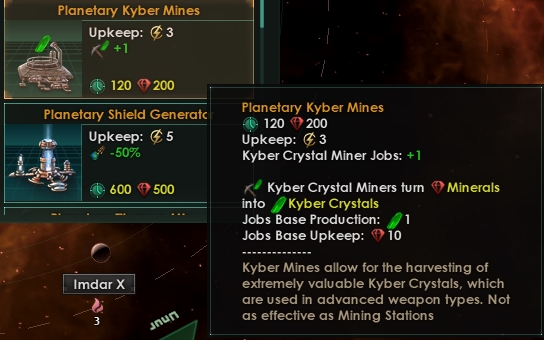 Planetary Kyber Mines
Upkeep: 3
+1
120 200
Planetary Shield Generato
Upkeep: 5
-50%
600 500
Imdar X
3
Planetary Kyber Mines
120 200
Upkeep: 3
Kyber Crystal Miner Jobs: +1
Kyber Crystal Miners turn Minerals
into Kyber Crystals
Jobs Base Production: 1
Jobs Base Upkeep: 10
--------------
Kyber Mines allow for the harvesting of
extremely valuable Kyber Crystals, which
are used in advanced weapon types. Not
as effective as Mining Stations